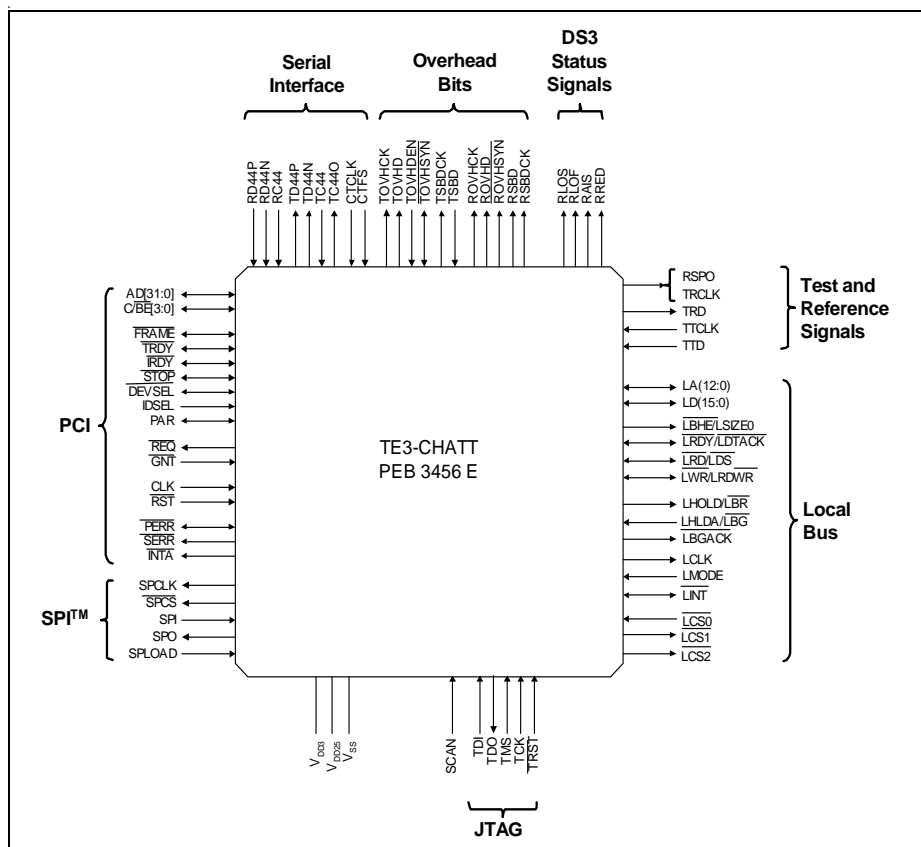 Serial
Interface
Overhead
Bits
DS3
Status
Signals
RD44P
RD44N
RC44
TD44P
TD44N
TC44
TC44O
CTCLK
CTFS
TOVHCK
TOVHD
TOVHDEN
TOVHSYN
TSBDCK
TSBD
ROVHCK
ROVHD
ROVHSYN
RSBD
RSBDCK
RLOS
RLOF
RAIS
RRED
PCI
AD[31:0]
C/BE[3:0]
FRAME
TRDY
IRDY
STOP
DEVSEL
IDSEL
PAR
REQ
GNT
CLK
RST
PERR
SERR
INTA
SPI™
SPCLK
SPCS
SPI
SPO
SPLOAD
TE3-CHATT
PEB 3456 E
RSPO
TRCLK
TRD
TTCLK
TTD
Test and
Reference
Signals
LA(12:0)
LD(15:0)
LBHE/LSIZE0
LRDY/LDTACK
LRD/LDS
LWR/LRDWR
LHOLD/LBR
LHLDA/LBG
LBGACK
LCLK
LMODE
LINT
LCS0
LCS1
LCS2
Local
Bus
VDD3
VDD25
VSS
SCAN
TDI
TDO
TMS
TCK
TRST
JTAG